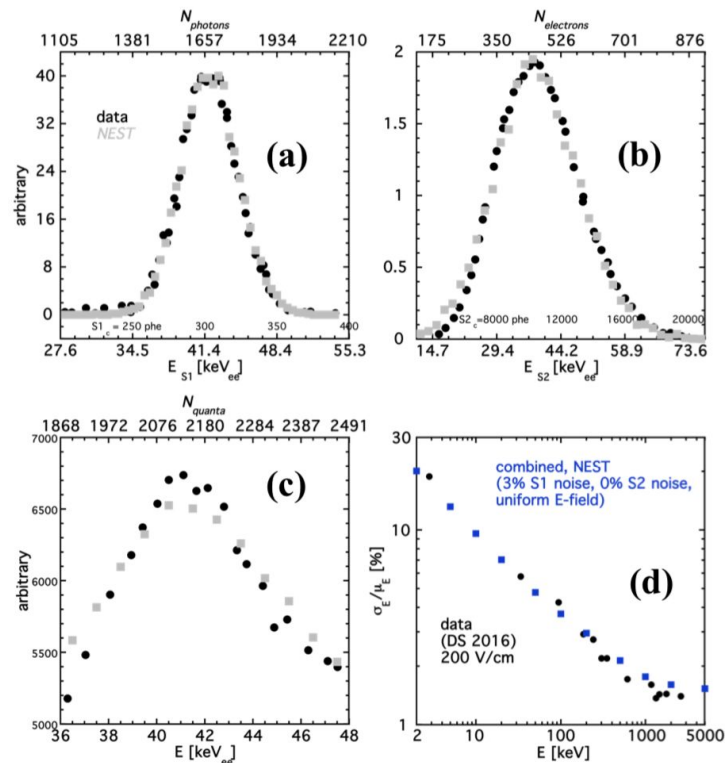 N_photons
1105 1381 1657 1934 2210
40
32
24
16
8
0
arbitrary
data
NEST
(a)
S1_c = 250 phe 300 350 400
27.6 34.5 41.4 48.4 55.3
E_S1 [keV_ee]
N_electrons
175 350 526 701 876
2
1.5
1
0.5
0
(b)
S2_c=8000 phe 12000 16000 20000
14.7 29.4 44.2 58.9 73.6
E_S2 [keV_ee]
N_quanta
1868 1972 2076 2180 2284 2387 2491
7000
6500
6000
5500
5000
arbitrary
(c)
36 38 40 42 44 46 48
E [keV_ee]
30
10
1
σ_E/μ_E [%]
combined, NEST
(3% S1 noise, 0% S2 noise,
uniform E-field)
(d)
data
(DS 2016)
200 V/cm
2 10 100 1000 5000
E [keV]